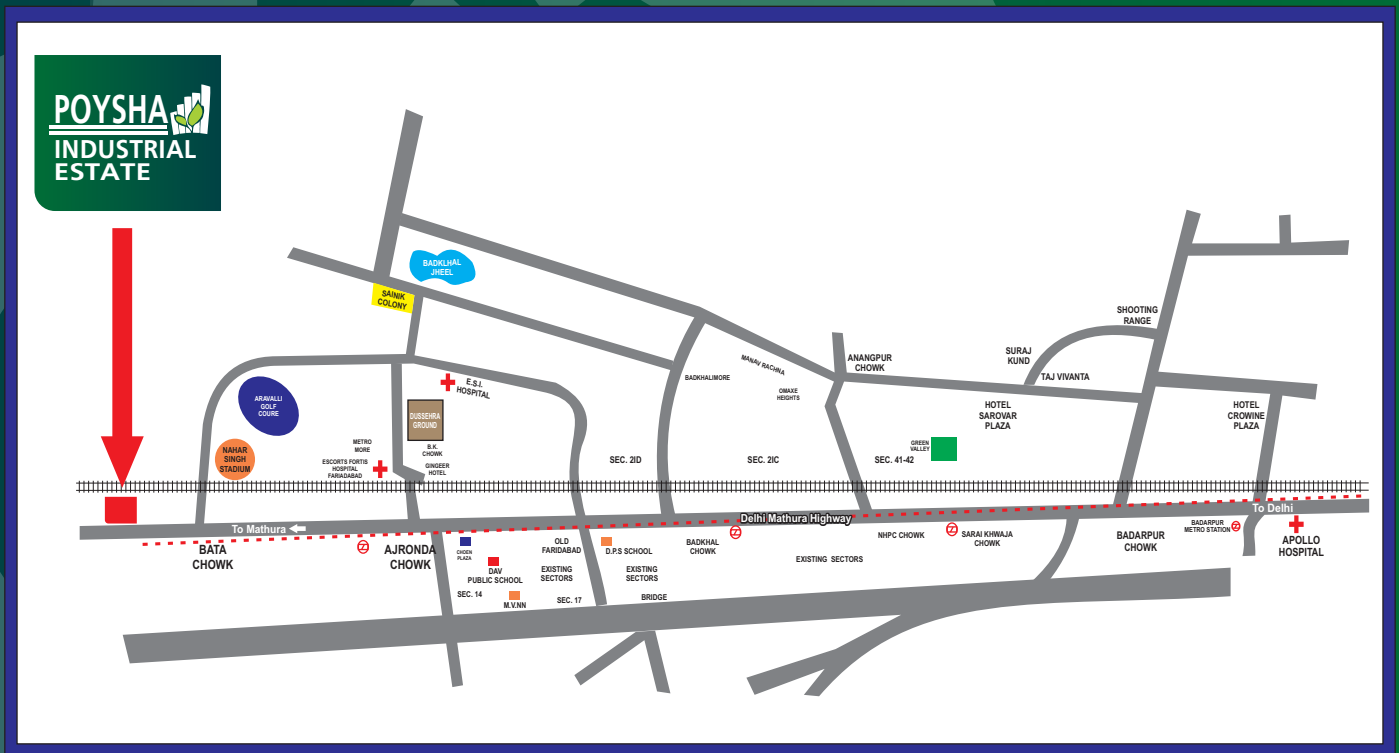 POYSHA
INDUSTRIAL
ESTATE
BADKLHAL
JHEEL
SAINIK
COLONY
SHOOTING
RANGE
SURAJ
KUND
TAJ VIVANTA
ANANGPUR
CHOWK
MANAV RACHNA
BADKHALIMORE
OMAXE
HEIGHTS
E.S.I.
HOSPITAL
ARAVALLI
GOLF
COURE
DUSSEHRA
GROUND
HOTEL
SAROVAR
PLAZA
HOTEL
CROWINE
PLAZA
NAHAR
SINGH
STADIUM
METRO
MORE
B.K.
CHOWK
ESCORTS FORTIS
HOSPITAL
FARIADABAD
GINGEER
HOTEL
SEC. 2ID
SEC. 2IC
SEC. 41-42
GREEN
VALLEY
To Mathura
Delhi Mathura Highway
To Delhi
BATA
CHOWK
AJRONDA
CHOWK
CHOEN
PLAZA
DAV
PUBLIC SCHOOL
SEC. 14
M.V.NN
OLD
FARIDABAD
EXISTING
SECTORS
SEC. 17
D.P.S SCHOOL
EXISTING
SECTORS
BRIDGE
BADKHAL
CHOWK
EXISTING SECTORS
NHPC CHOWK
SARAI KHWAJA
CHOWK
BADARPUR
CHOWK
BADARPUR
METRO STATION
APOLLO
HOSPITAL